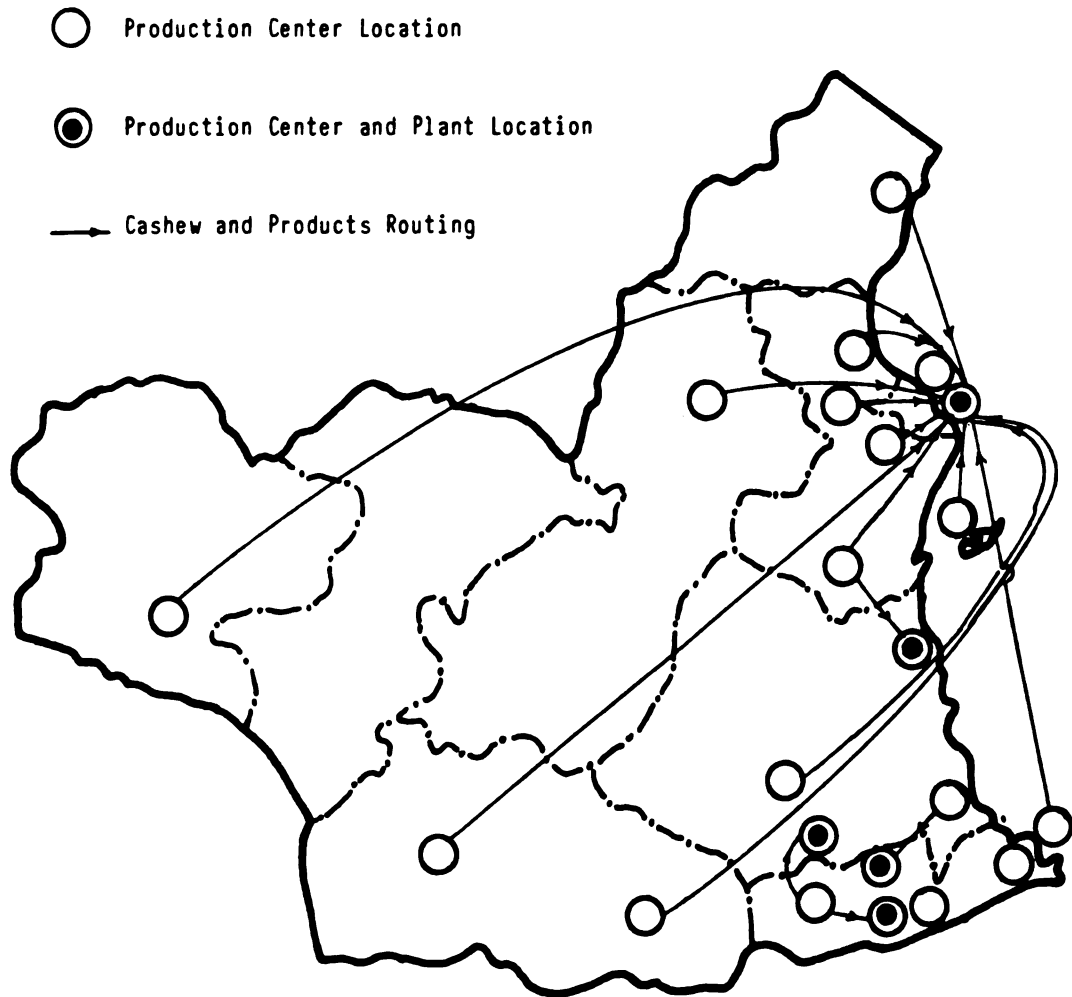 Production Center Location
Production Center and Plant Location
Cashew and Products Routing